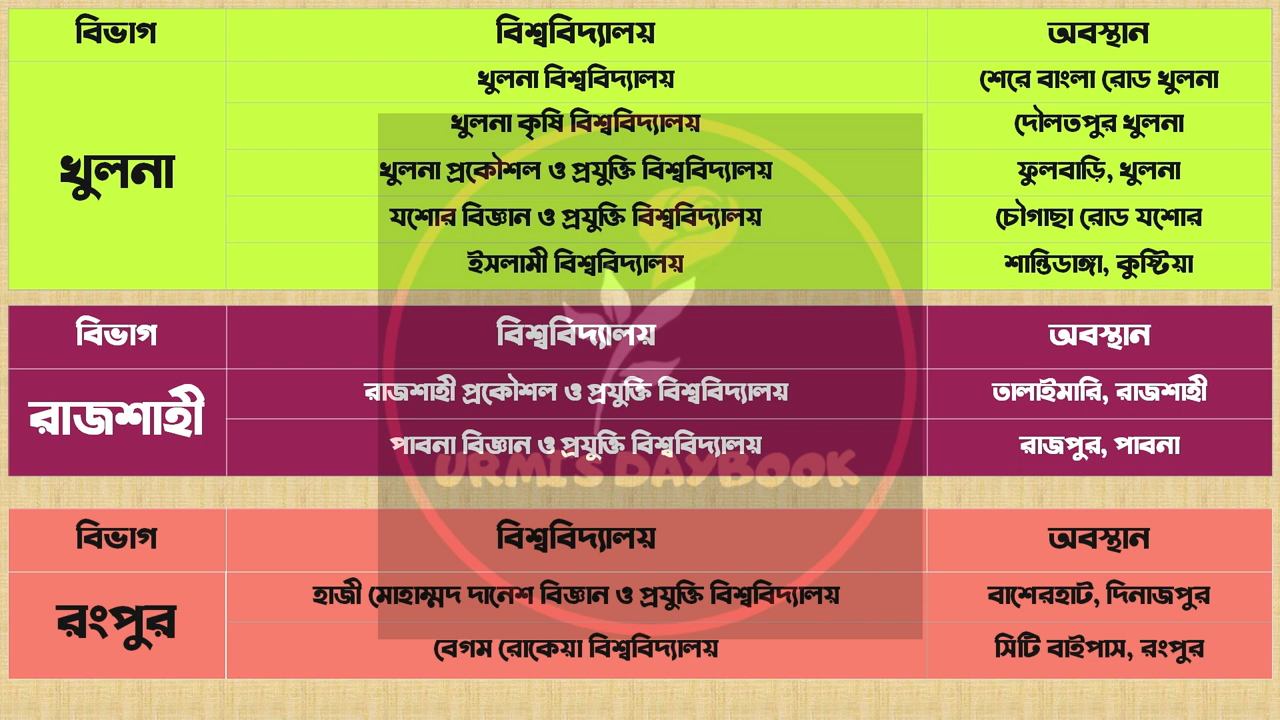 বিভাগ বিশ্ববিদ্যালয় অবস্থান
খুলনা
খুলনা বিশ্ববিদ্যালয় শেরে বাংলা রোড খুলনা
খুলনা কৃষি বিশ্ববিদ্যালয় দৌলতপুর খুলনা
খুলনা প্রকৌশল ও প্রযুক্তি বিশ্ববিদ্যালয় ফুলবাড়ি, খুলনা
যশোর বিজ্ঞান ও প্রযুক্তি বিশ্ববিদ্যালয় চৌগাছা রোড যশোর
ইসলামী বিশ্ববিদ্যালয় শান্তিডাঙ্গা, কুস্টিয়া
বিভাগ বিশ্ববিদ্যালয় অবস্থান
রাজশাহী
রাজশাহী প্রকৌশল ও প্রযুক্তি বিশ্ববিদ্যালয় তালাইমারি, রাজশাহী
পাবনা বিজ্ঞান ও প্রযুক্তি বিশ্ববিদ্যালয় রাজপুর, পাবনা
URMI'S DAYBOOK
বিভাগ বিশ্ববিদ্যালয় অবস্থান
রংপুর
হাজী মোহাম্মদ দানেশ বিজ্ঞান ও প্রযুক্তি বিশ্ববিদ্যালয় বাশেরহাট, দিনাজপুর
বেগম রোকেয়া বিশ্ববিদ্যালয় সিটি বাইপাস, রংপুর